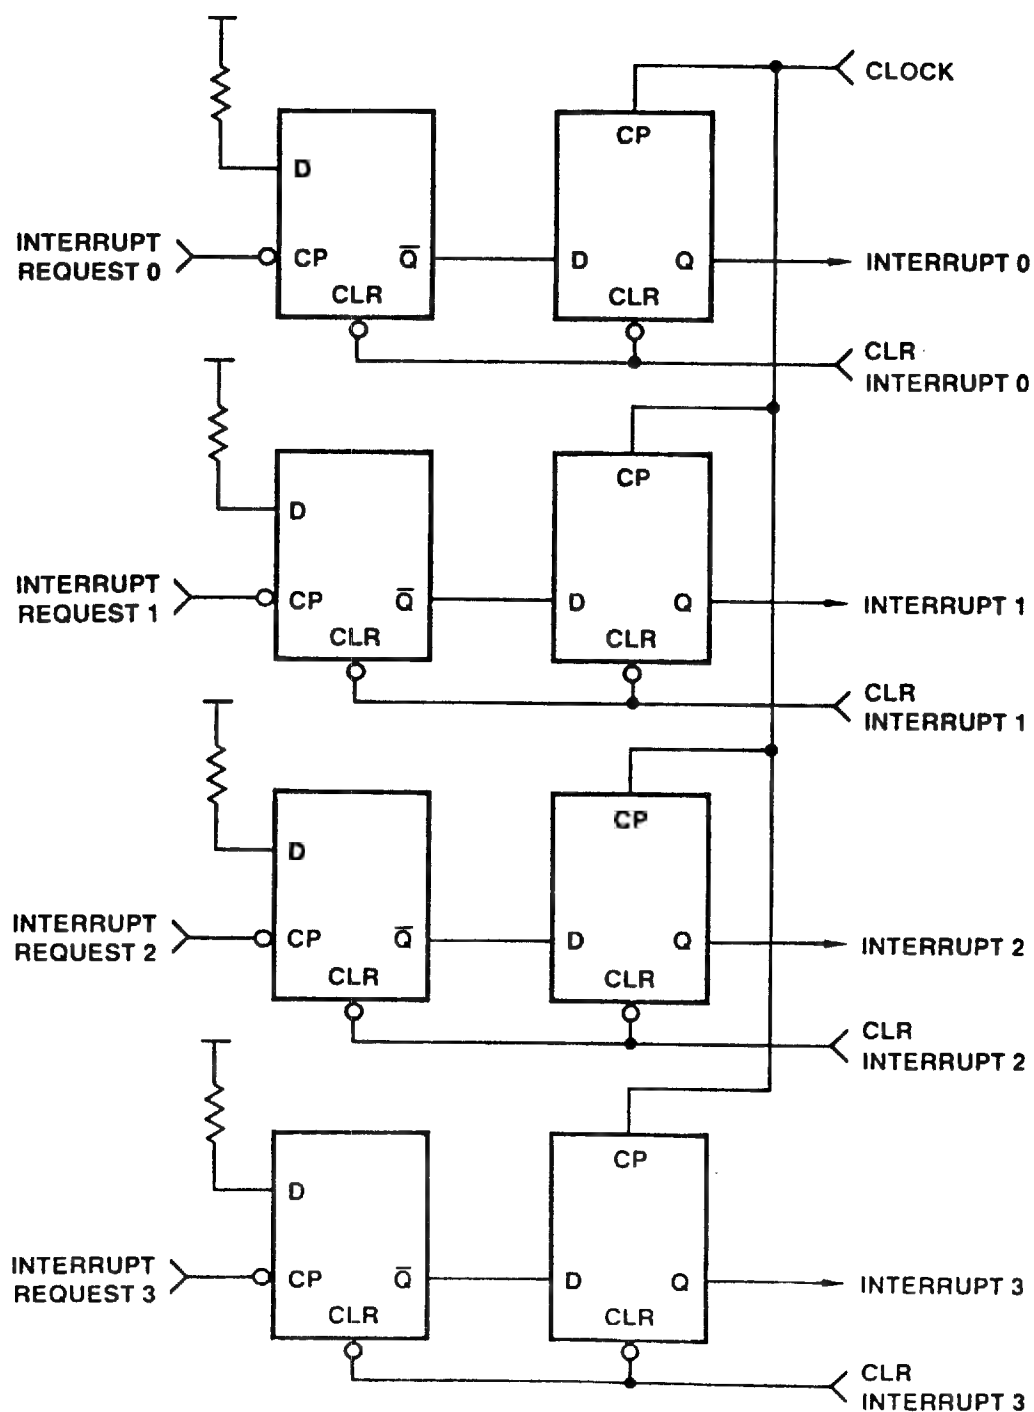 CLOCK
CP
D
INTERRUPT
REQUEST 0
CP
Q̅
CLR
D
Q
CLR
INTERRUPT 0
CLR
INTERRUPT 0
CP
D
INTERRUPT
REQUEST 1
CP
Q̅
CLR
D
Q
CLR
INTERRUPT 1
CLR
INTERRUPT 1
CP
D
INTERRUPT
REQUEST 2
CP
Q̅
CLR
D
Q
CLR
INTERRUPT 2
CLR
INTERRUPT 2
CP
D
INTERRUPT
REQUEST 3
CP
Q̅
CLR
D
Q
CLR
INTERRUPT 3
CLR
INTERRUPT 3